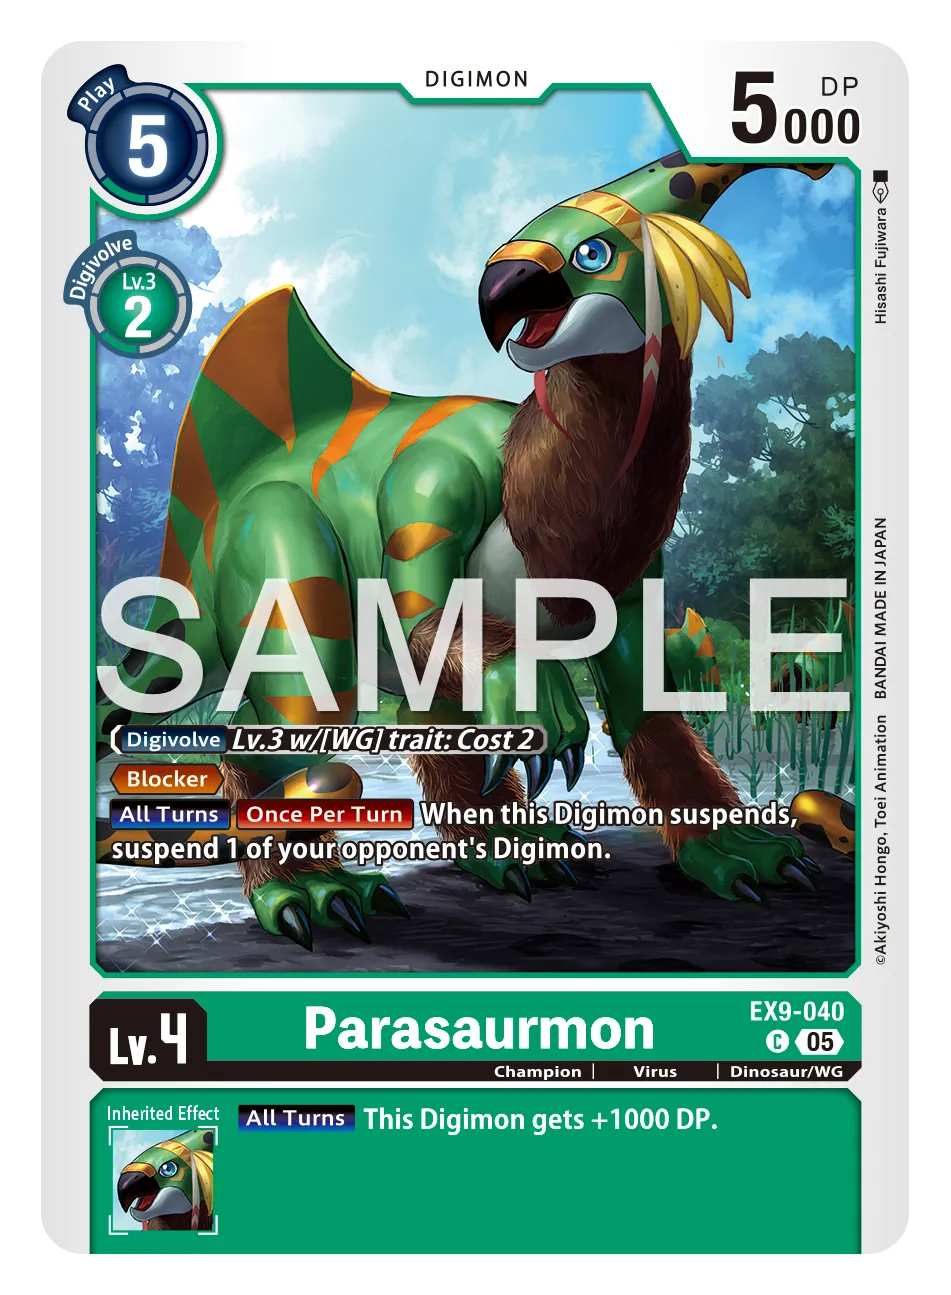 DIGIMON
Play
5
DP
5000
Digivolve
Lv.3
2
Hisashi Fujiwara
SAMPLE
Digivolve Lv.3 w/[WG] trait: Cost 2
Blocker
All Turns Once Per Turn When this Digimon suspends,
suspend 1 of your opponent's Digimon.
©Akiyoshi Hongo, Toei Animation BANDAI MADE IN JAPAN
Lv.4
Parasaurmon
EX9-040
C 05
Champion | Virus | Dinosaur/WG
Inherited Effect
All Turns This Digimon gets +1000 DP.